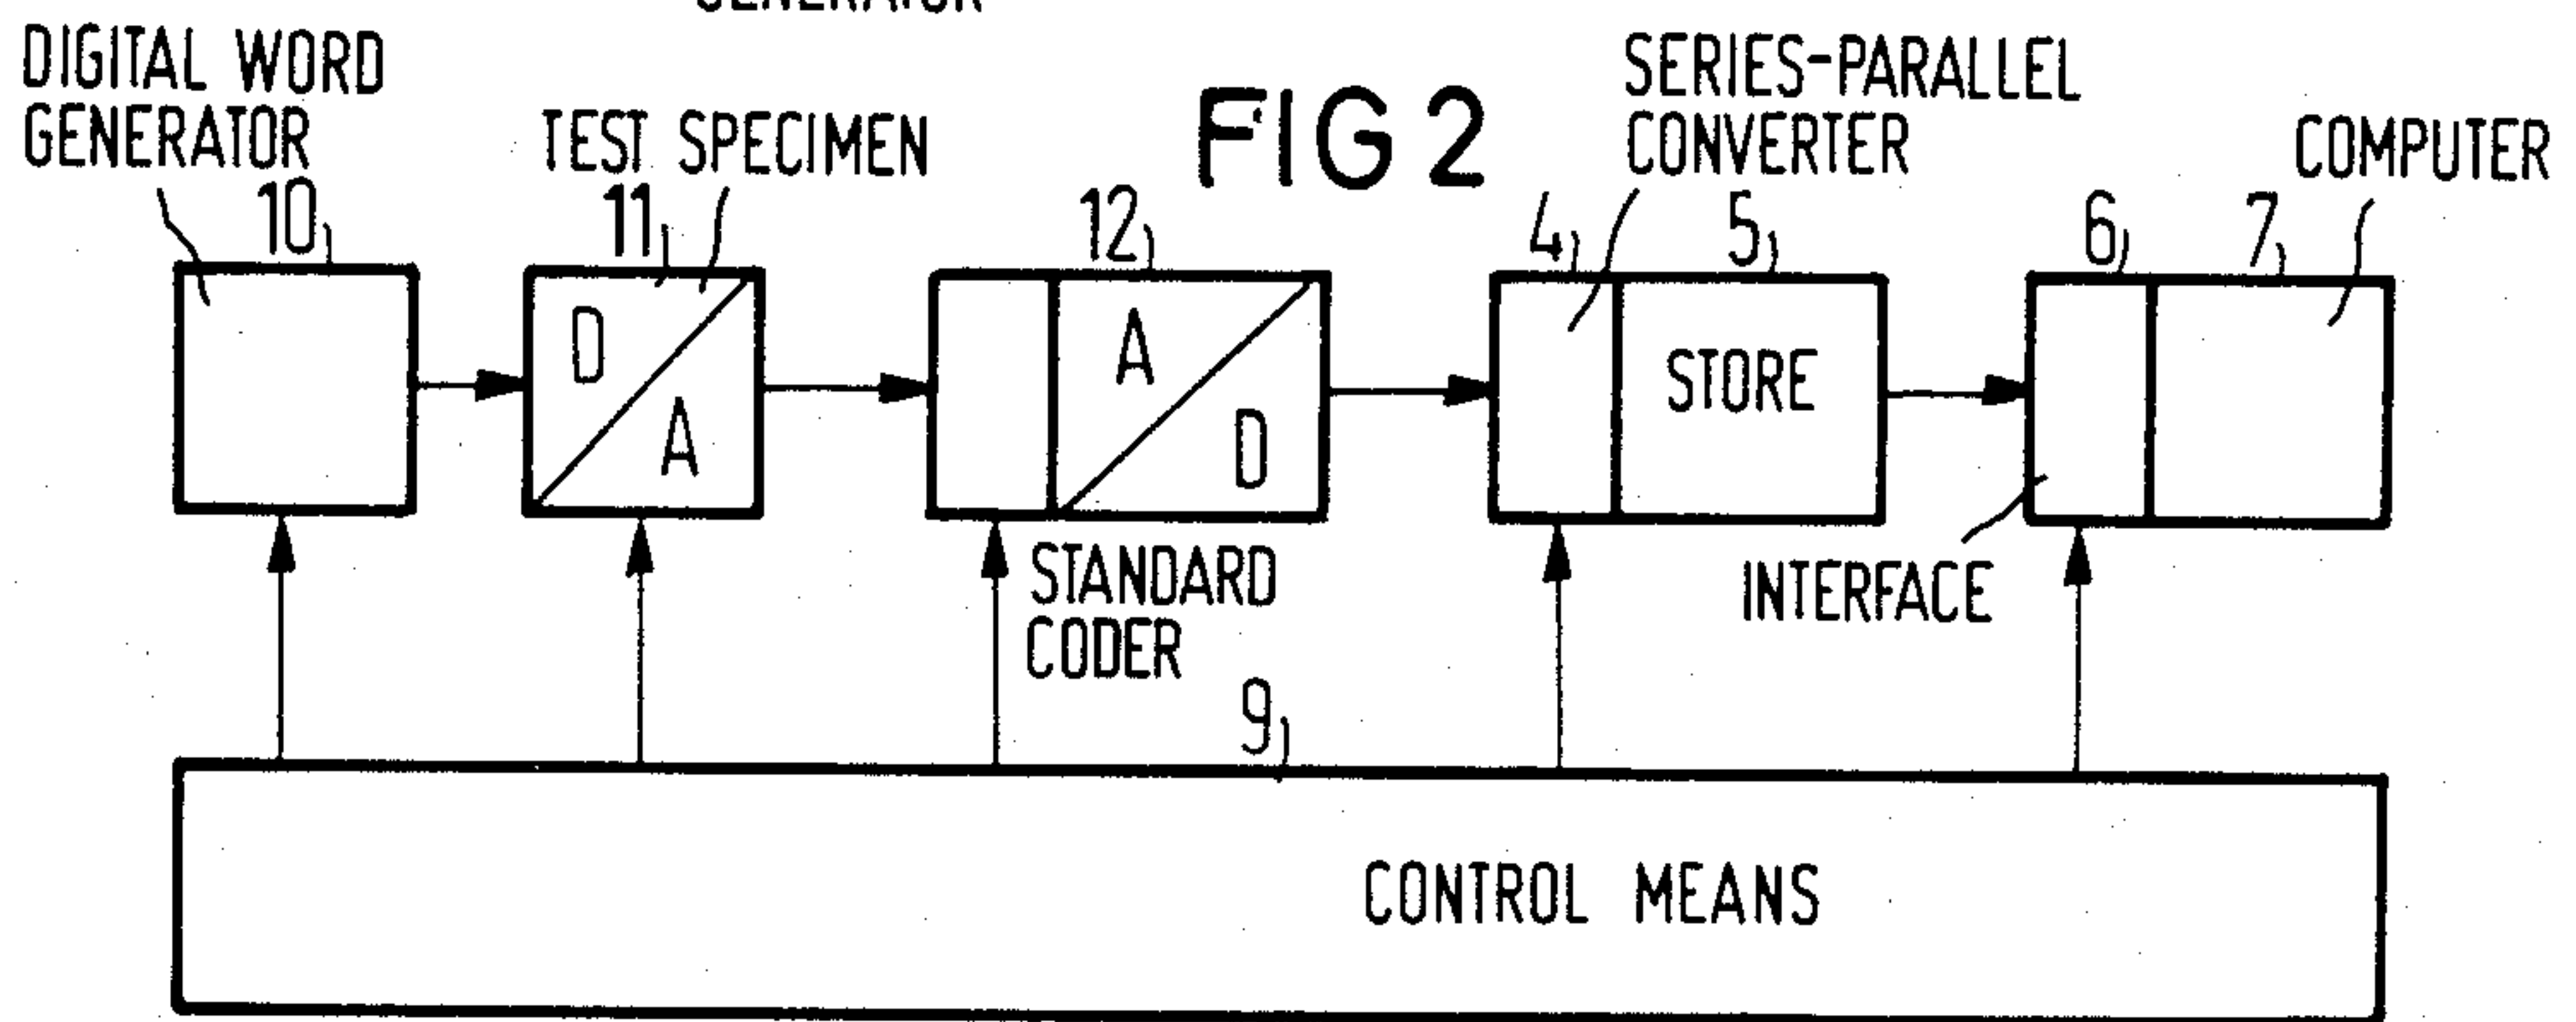 GENERATOR
DIGITAL WORD
GENERATOR
TEST SPECIMEN
FIG 2
SERIES-PARALLEL
CONVERTER
COMPUTER
10
11
12
4
5
6
7
D
A
A
D
STORE
STANDARD
CODER
INTERFACE
9
CONTROL MEANS